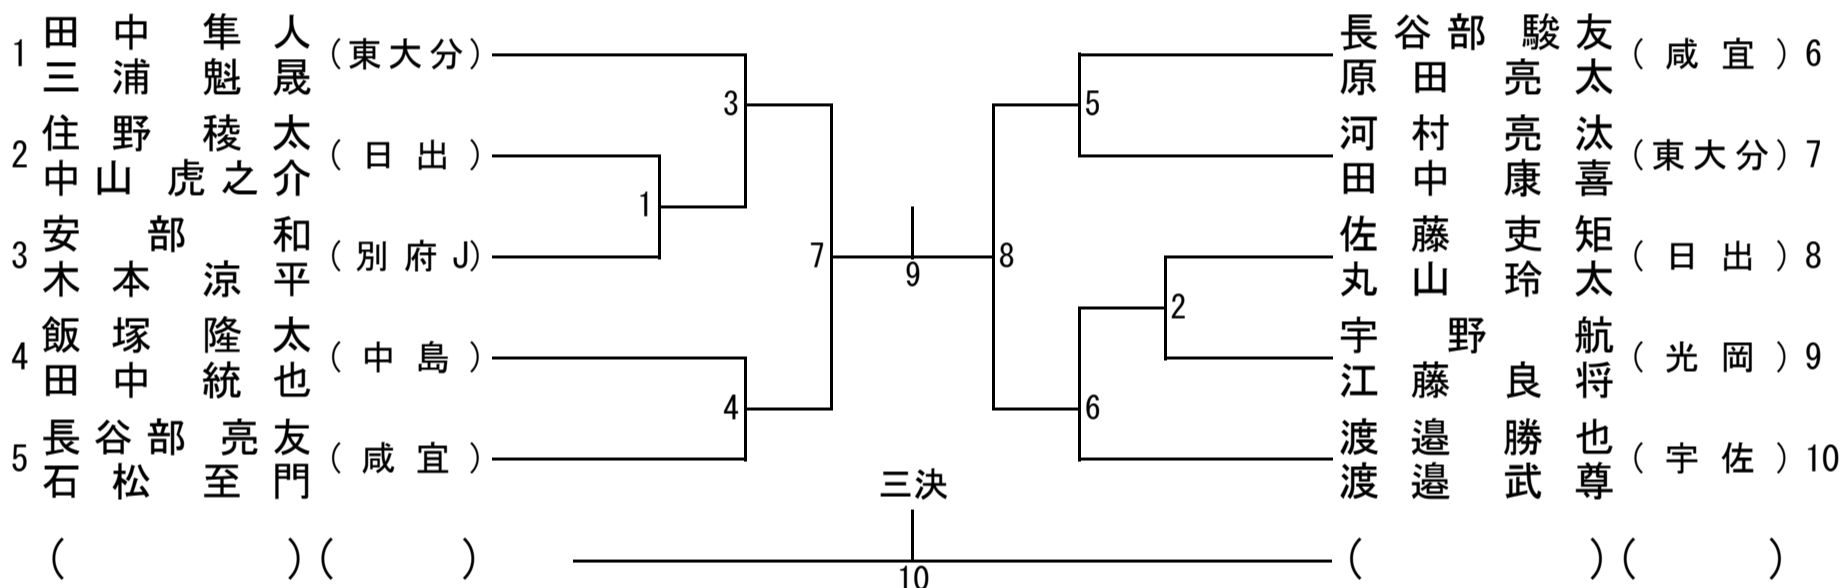 1 田中 隼人 (東大分)
三浦 魁晟
2 住野 稜太 (日出)
中山 虎之介
3 安部 和 (別府J)
木本 涼平
4 飯塚 隆太 (中島)
田中 統也
5 長谷部 亮友 (咸宜)
石松 至門
( ) ( )
3
1
7
4
9
三決
10
5
8
2
6
長谷部 駿友 (咸宜) 6
原田 亮太
河村 亮汰 (東大分) 7
田中 康喜
佐藤 吏矩 (日出) 8
丸山 玲太
宇野 航 (光岡) 9
江藤 良将
渡邉 勝也 (宇佐) 10
渡邉 武尊
( ) ( )